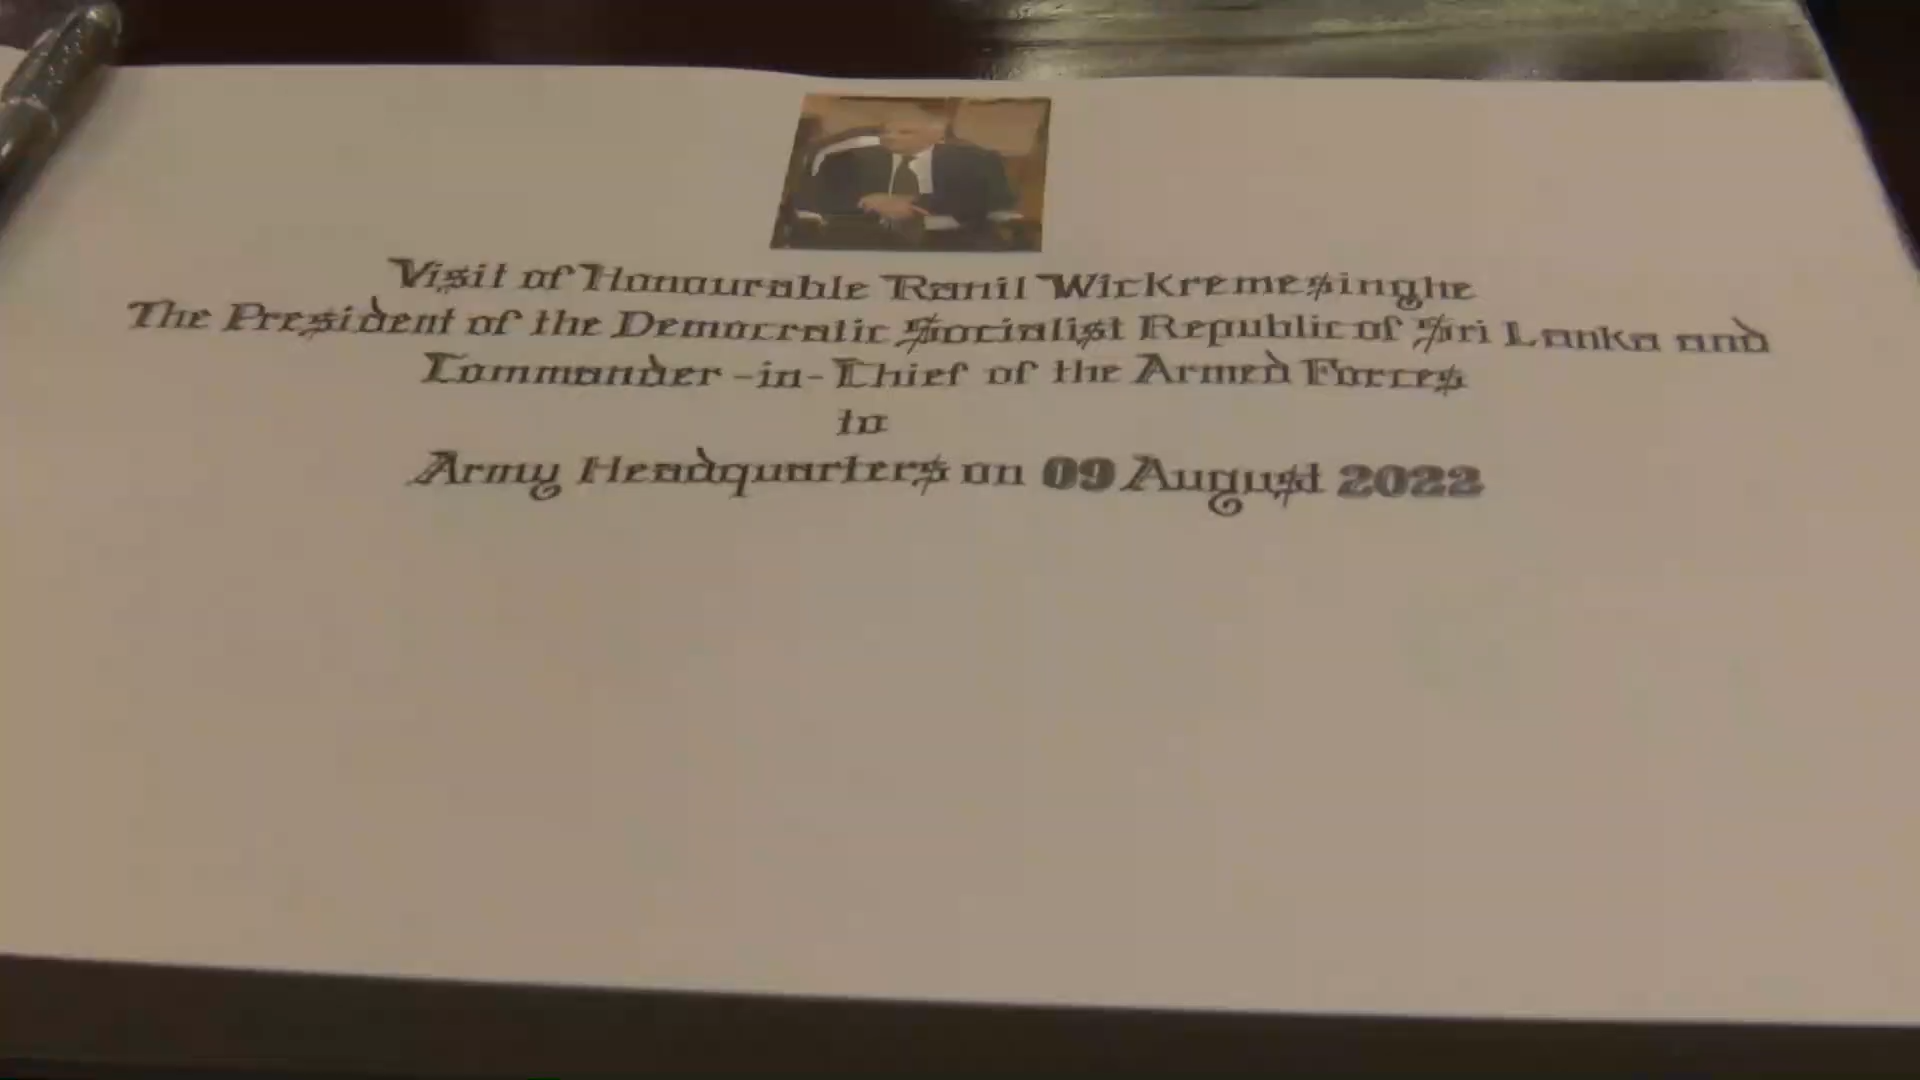 Visit of Honourable Ranil Wickremesinghe
The President of the Democratic Socialist Republic of Sri Lanka and
Commander -in- Chief of the Armed Forces
to
Army Headquarters on 09 August 2022